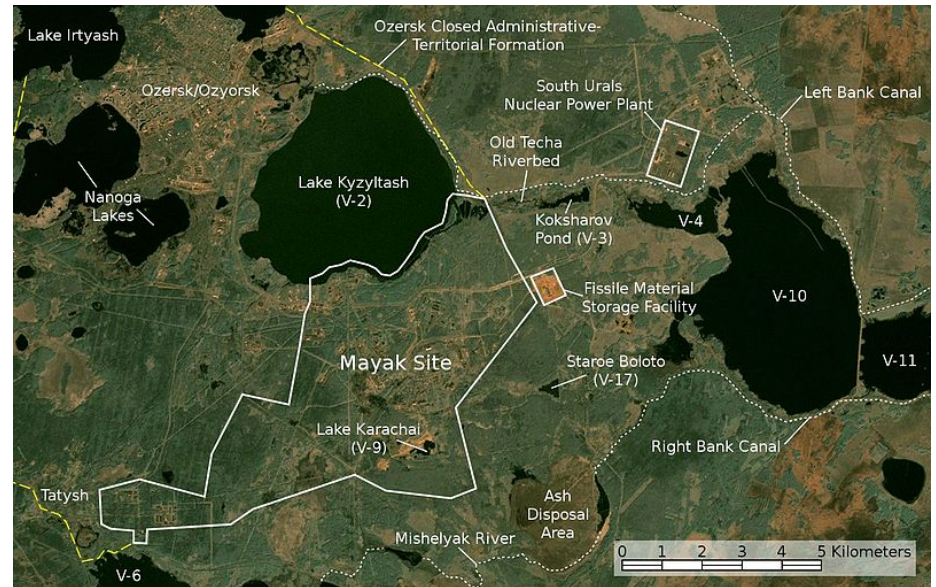 Lake Irtyash
Ozersk Closed Administrative-
Territorial Formation
Ozersk/Ozyorsk
South Urals
Nuclear Power Plant
Left Bank Canal
Old Techa
Riverbed
Lake Kyzyltash
(V-2)
Nanoga
Lakes
Koksharov
Pond (V-3)
V-4
Fissile Material
Storage Facility
V-10
Mayak Site
Staroe Boloto
(V-17)
V-11
Lake Karachai
(V-9)
Right Bank Canal
Tatysh
Ash
Disposal
Area
Mishelyak River
V-6
0 1 2 3 4 5 Kilometers